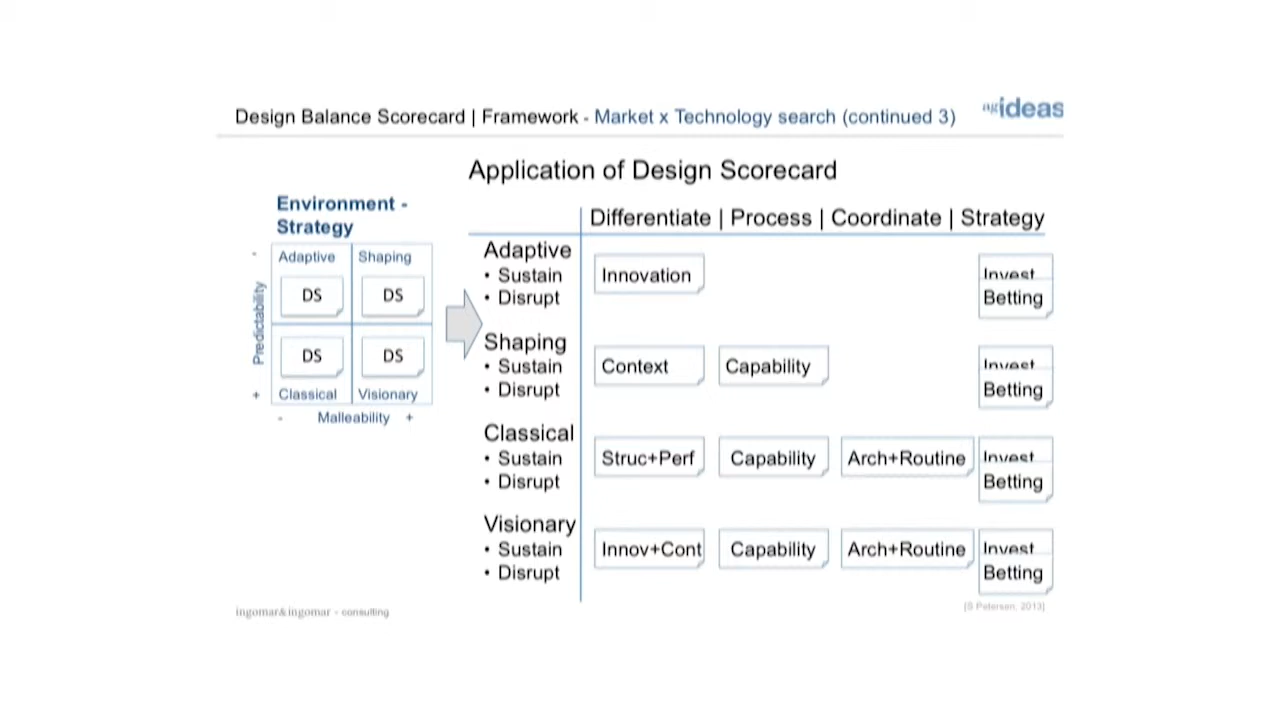 Design Balance Scorecard | Framework - Market x Technology search (continued 3)
agideas
Application of Design Scorecard
Environment -
Strategy
- Adaptive Shaping
DS DS
Predictability
DS DS
+ Classical Visionary
- Malleability +
Differentiate | Process | Coordinate | Strategy
Adaptive
• Sustain Innovation Invest
• Disrupt Betting
Shaping
• Sustain Context Capability Invest
• Disrupt Betting
Classical
• Sustain Struc+Perf Capability Arch+Routine Invest
• Disrupt Betting
Visionary
• Sustain Innov+Cont Capability Arch+Routine Invest
• Disrupt Betting
ingomar&ingomar - consulting
[S Peterson, 2013]